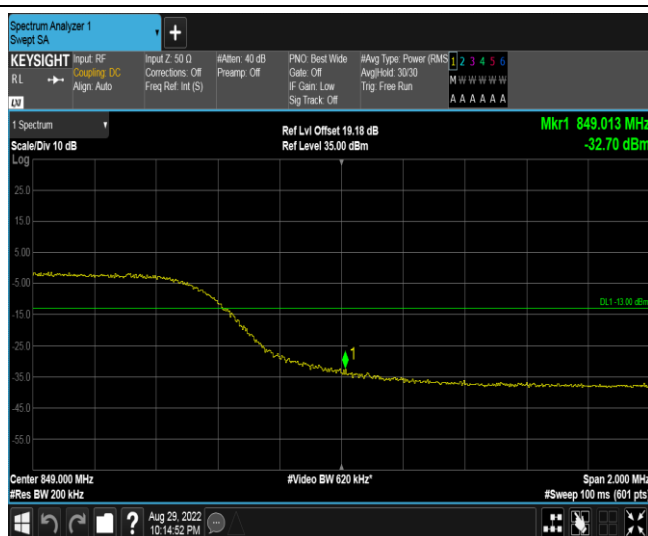 Spectrum Analyzer 1
Swept SA
+
KEYSIGHT
RL
LXI
Input: RF
Coupling: DC
Align: Auto
Input Z: 50 Ω
Corrections: Off
Freq Ref: Int (S)
#Atten: 40 dB
Preamp: Off
PNO: Best Wide
Gate: Off
IF Gain: Low
Sig Track: Off
#Avg Type: Power (RMS
Avg|Hold: 30/30
Trig: Free Run
1 2 3 4 5 6
M W W W W W
A A A A A A
1 Spectrum
Scale/Div 10 dB
Log
Ref Lvl Offset 19.18 dB
Ref Level 35.00 dBm
Mkr1 849.013 MHz
-32.70 dBm
25.0
15.0
5.00
-5.00
DL1 -13.00 dBm
-15.0
-25.0
1
-35.0
-45.0
-55.0
Center 849.000 MHz
#Res BW 200 kHz
#Video BW 620 kHz*
Span 2.000 MHz
#Sweep 100 ms (601 pts)
?
Aug 29, 2022
10:14:52 PM